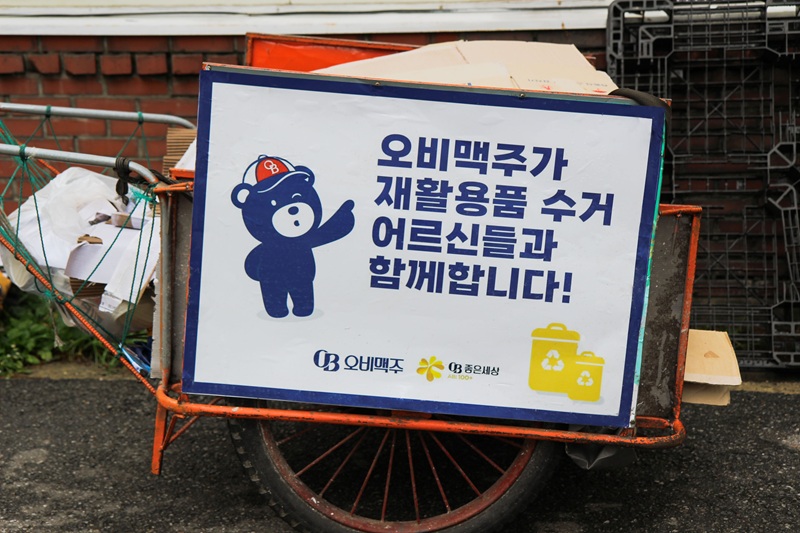 OB
오비맥주가
재활용품 수거
어르신들과
함께합니다!
OB 오비맥주
OB 좋은세상